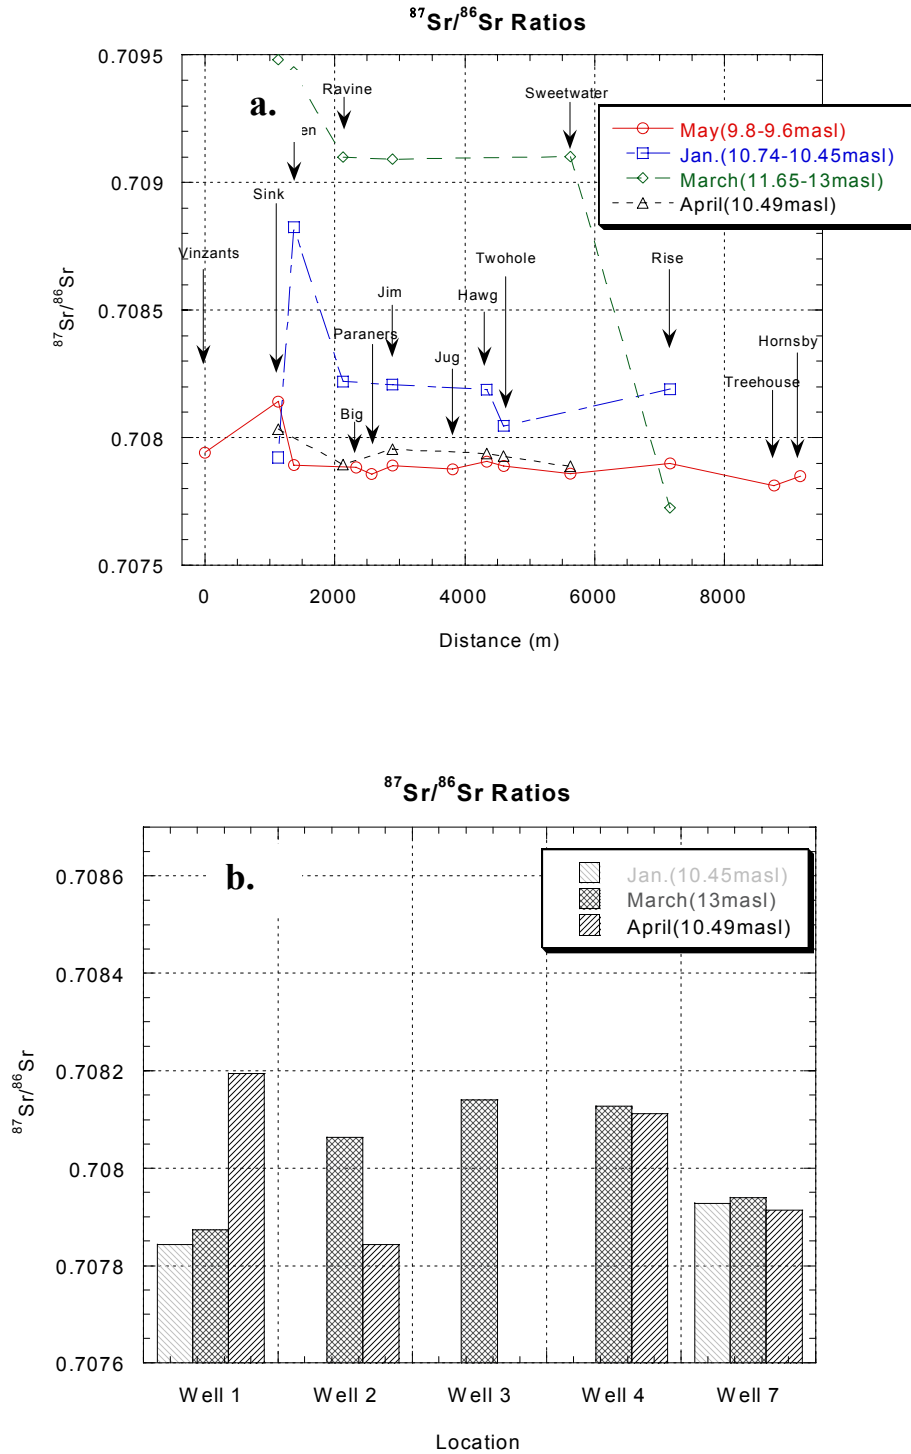 ⁸⁷Sr/⁸⁶Sr Ratios
0.7095
0.709
0.7085
0.708
0.7075
⁸⁷Sr/⁸⁶Sr
a.
Ravine
Sweetwater
en
Sink
Vinzants
Twohole
Rise
Jim
Hawg
Paraners
Hornsby
Jug
Treehouse
Big
May(9.8-9.6masl)
Jan.(10.74-10.45masl)
March(11.65-13masl)
April(10.49masl)
0 2000 4000 6000 8000
Distance (m)
⁸⁷Sr/⁸⁶Sr Ratios
0.7086
0.7084
0.7082
0.708
0.7078
0.7076
⁸⁷Sr/⁸⁶Sr
b.
Jan.(10.45masl)
March(13masl)
April(10.49masl)
Well 1 Well 2 Well 3 Well 4 Well 7
Location